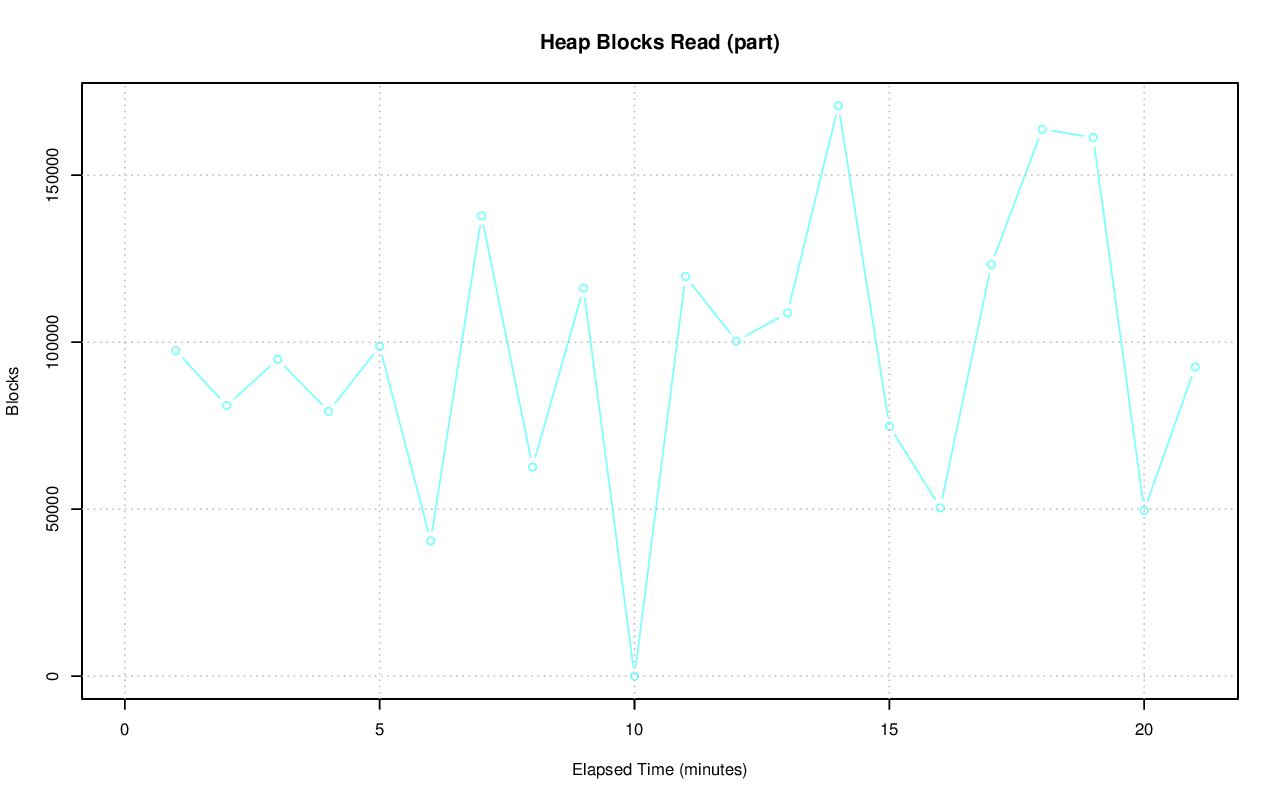 Heap Blocks Read (part)
Blocks
150000
100000
50000
0
0 5 10 15 20
Elapsed Time (minutes)